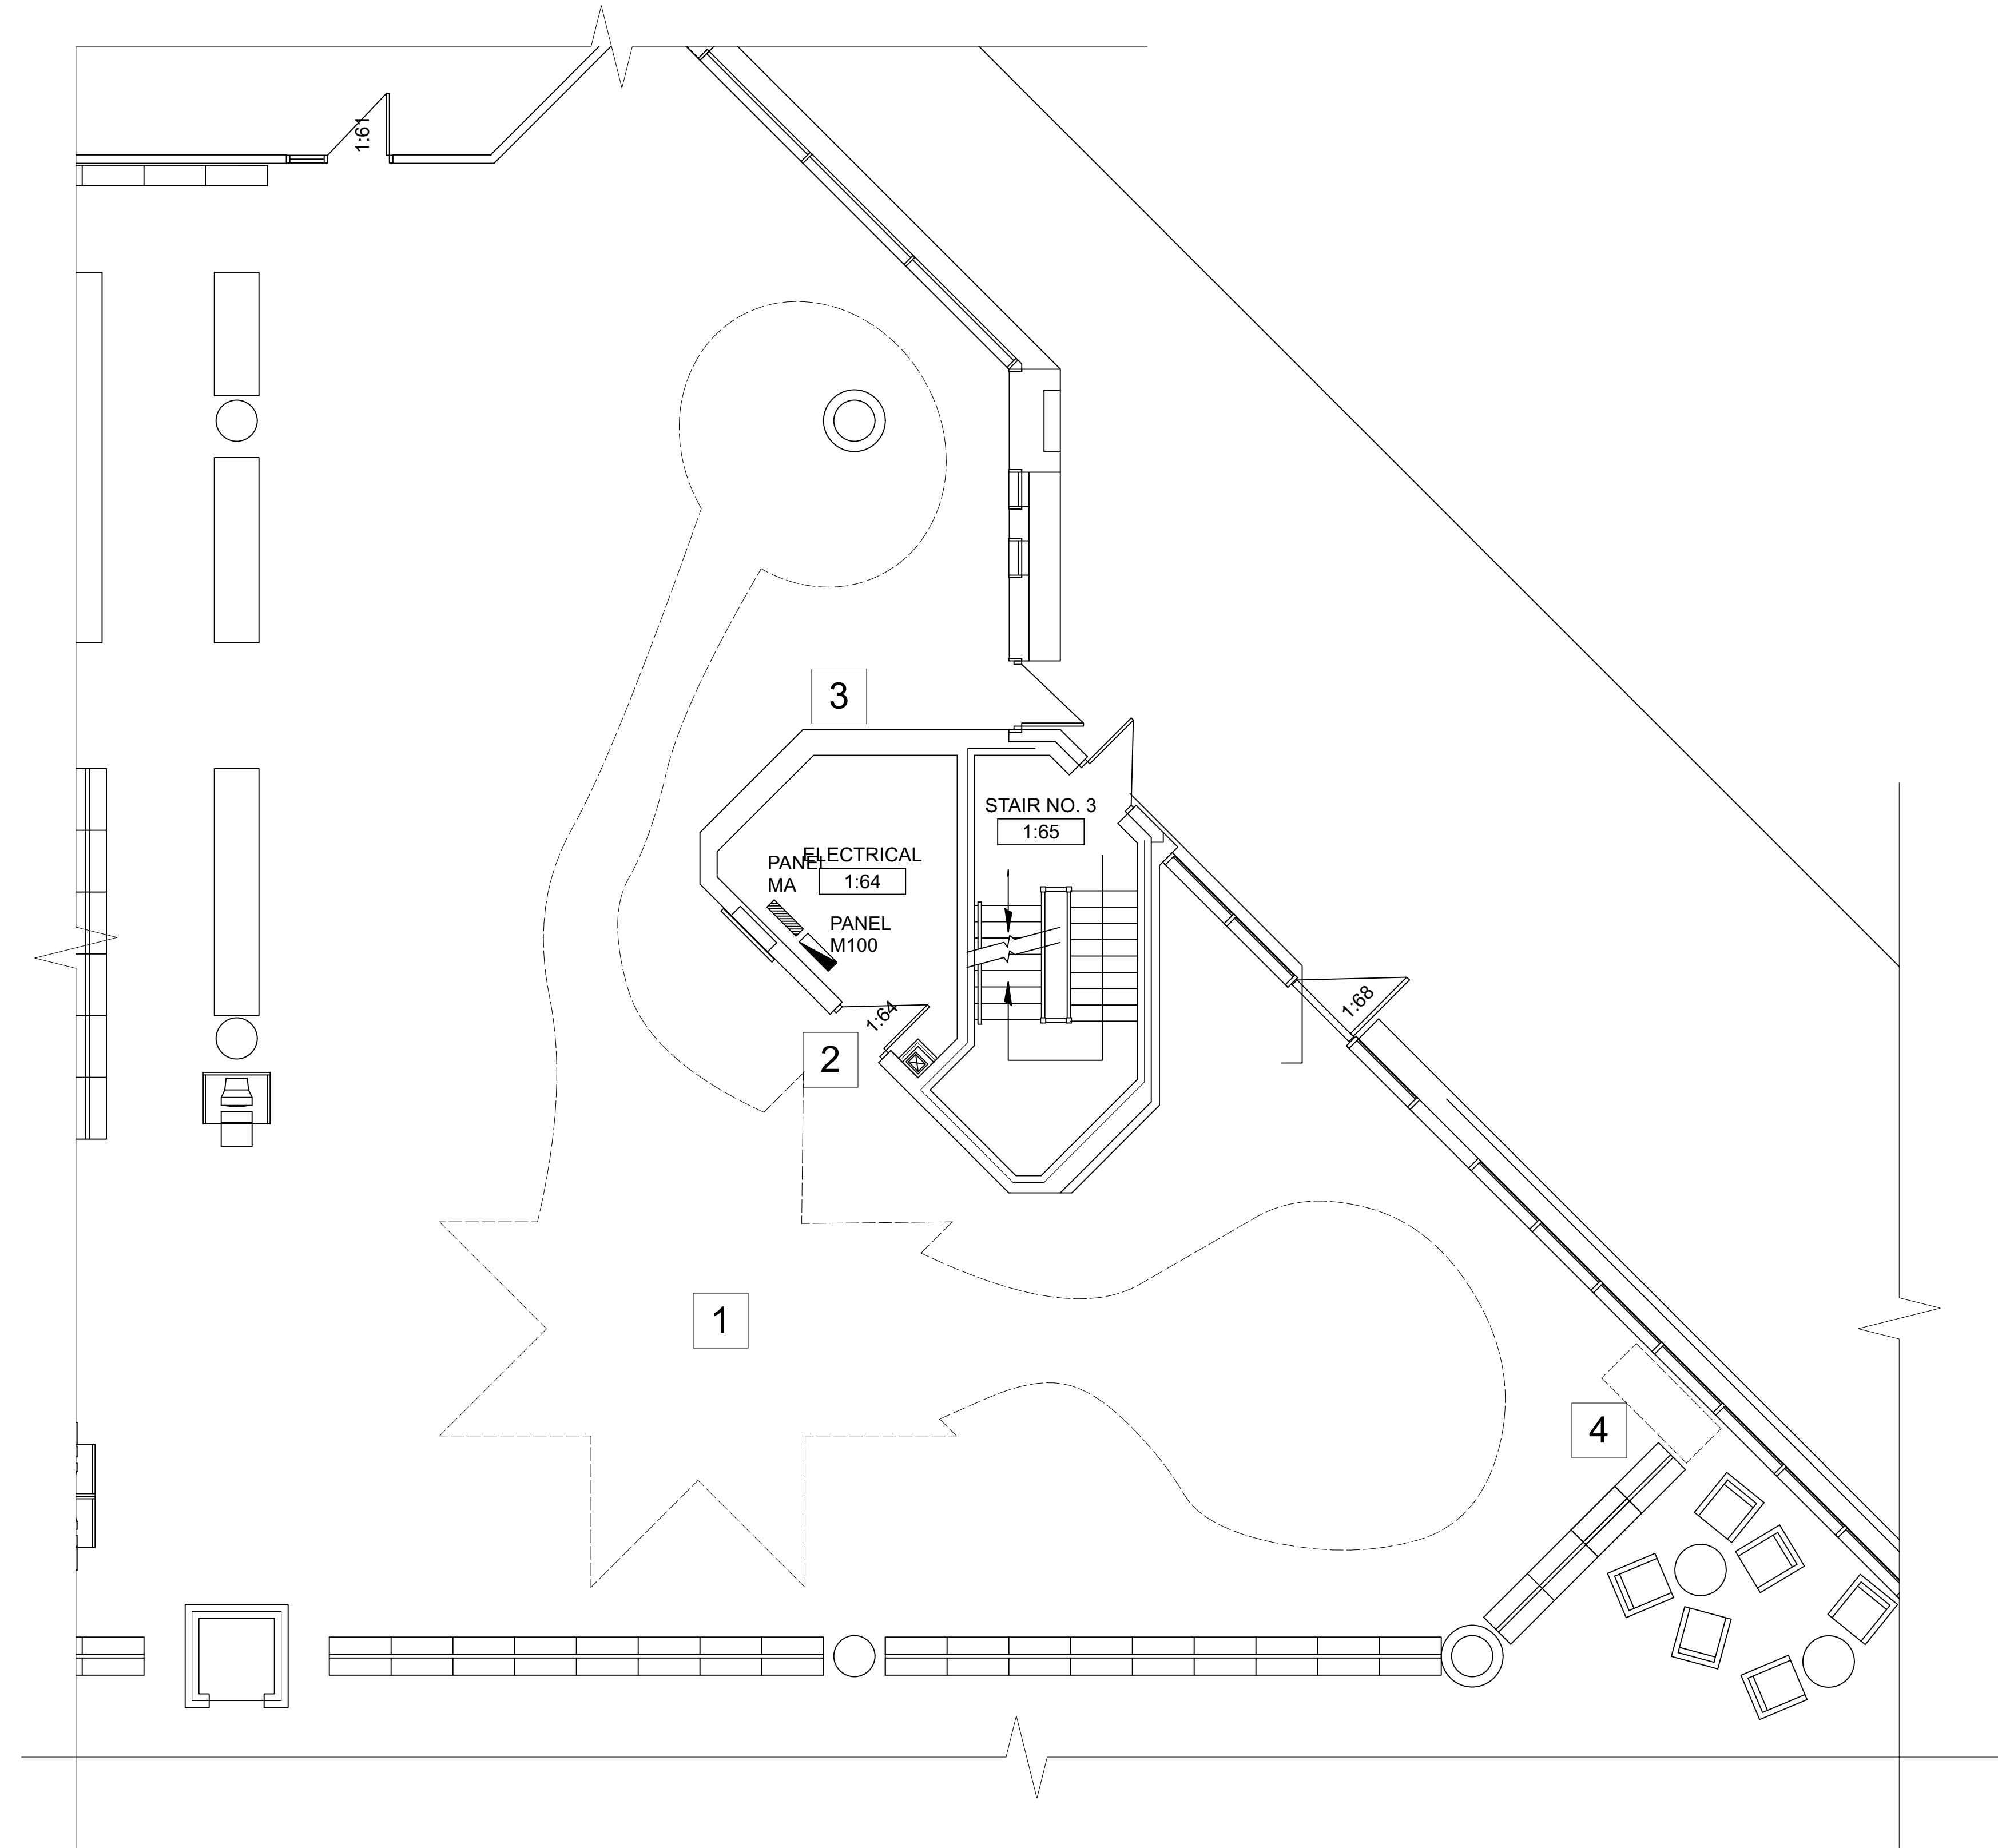 1:61
3
STAIR NO. 3
1:65
ELECTRICAL
1:64
PANEL
MA
PANEL
M100
1:64
1:68
2
1
4